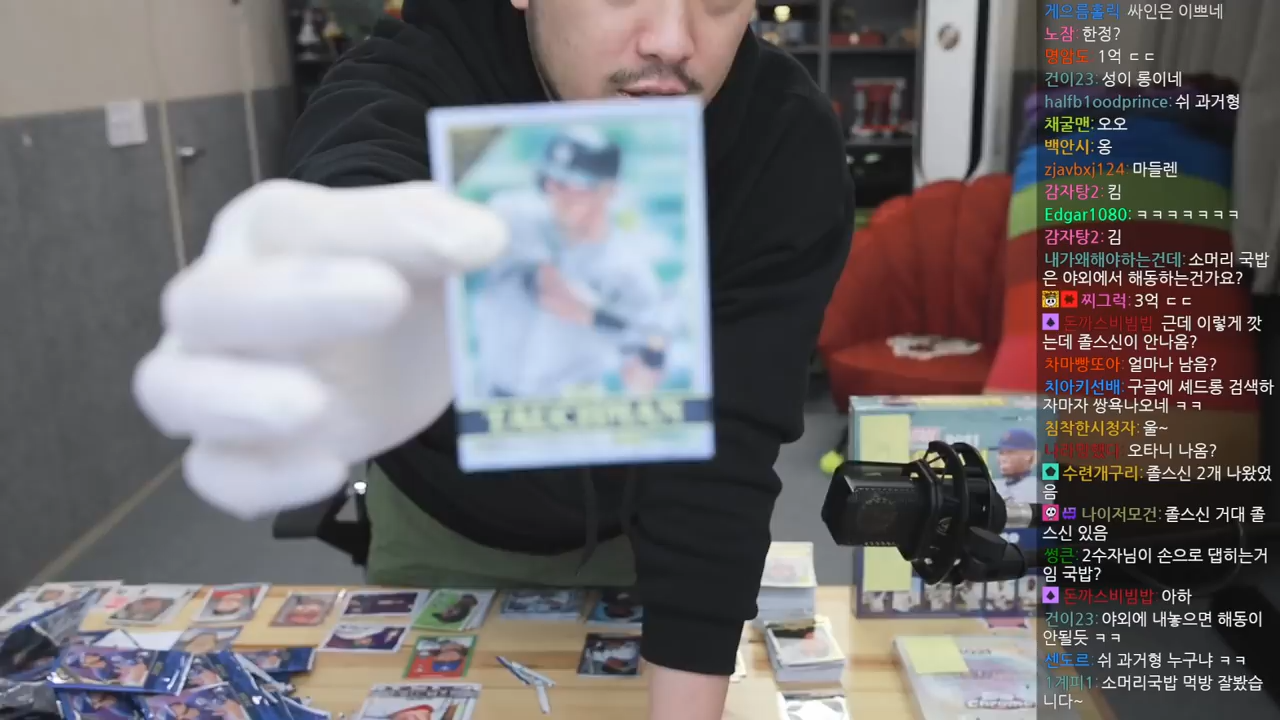 게으름홀릭 싸인은 이쁘네
노잼: 한정?
명암도: 1억 ㄷㄷ
건이23: 성이 롱이네
halfb1oodprince: 쉬 과거형
채굴맨: 오오
백안시: 옹
zjavbxj124: 마들렌
감자탕2: 킴
Edgar1080: ㅋㅋㅋㅋㅋㅋㅋ
감자탕2: 김
내가왜해야하는건데: 소머리 국밥
은 야외에서 해동하는건가요?
찌그럭: 3억 ㄷㄷ
돈까스비빔밥: 근데 이렇게 깟
는데 졸스신이 안나옴?
차마빵또아: 얼마나 남음?
치아키선배: 구글에 셰드롱 검색하
자마자 쌍욕나오네 ㅋㅋ
침착한시청자: 울~
오타니 나옴?
수련개구리: 졸스신 2개 나왔었
음
나이저모건: 졸스신 거대 졸
스신 있음
썽큰: 2수자님이 손으로 댑히는거
임 국밥?
돈까스비빔밥: 아하
건이23: 야외에 내놓으면 해동이
안될듯 ㅋㅋ
센도르: 쉬 과거형 누구냐 ㅋㅋ
1계피1: 소머리국밥 먹방 잘봤습
니다~
TAUCHMAN
Chrome